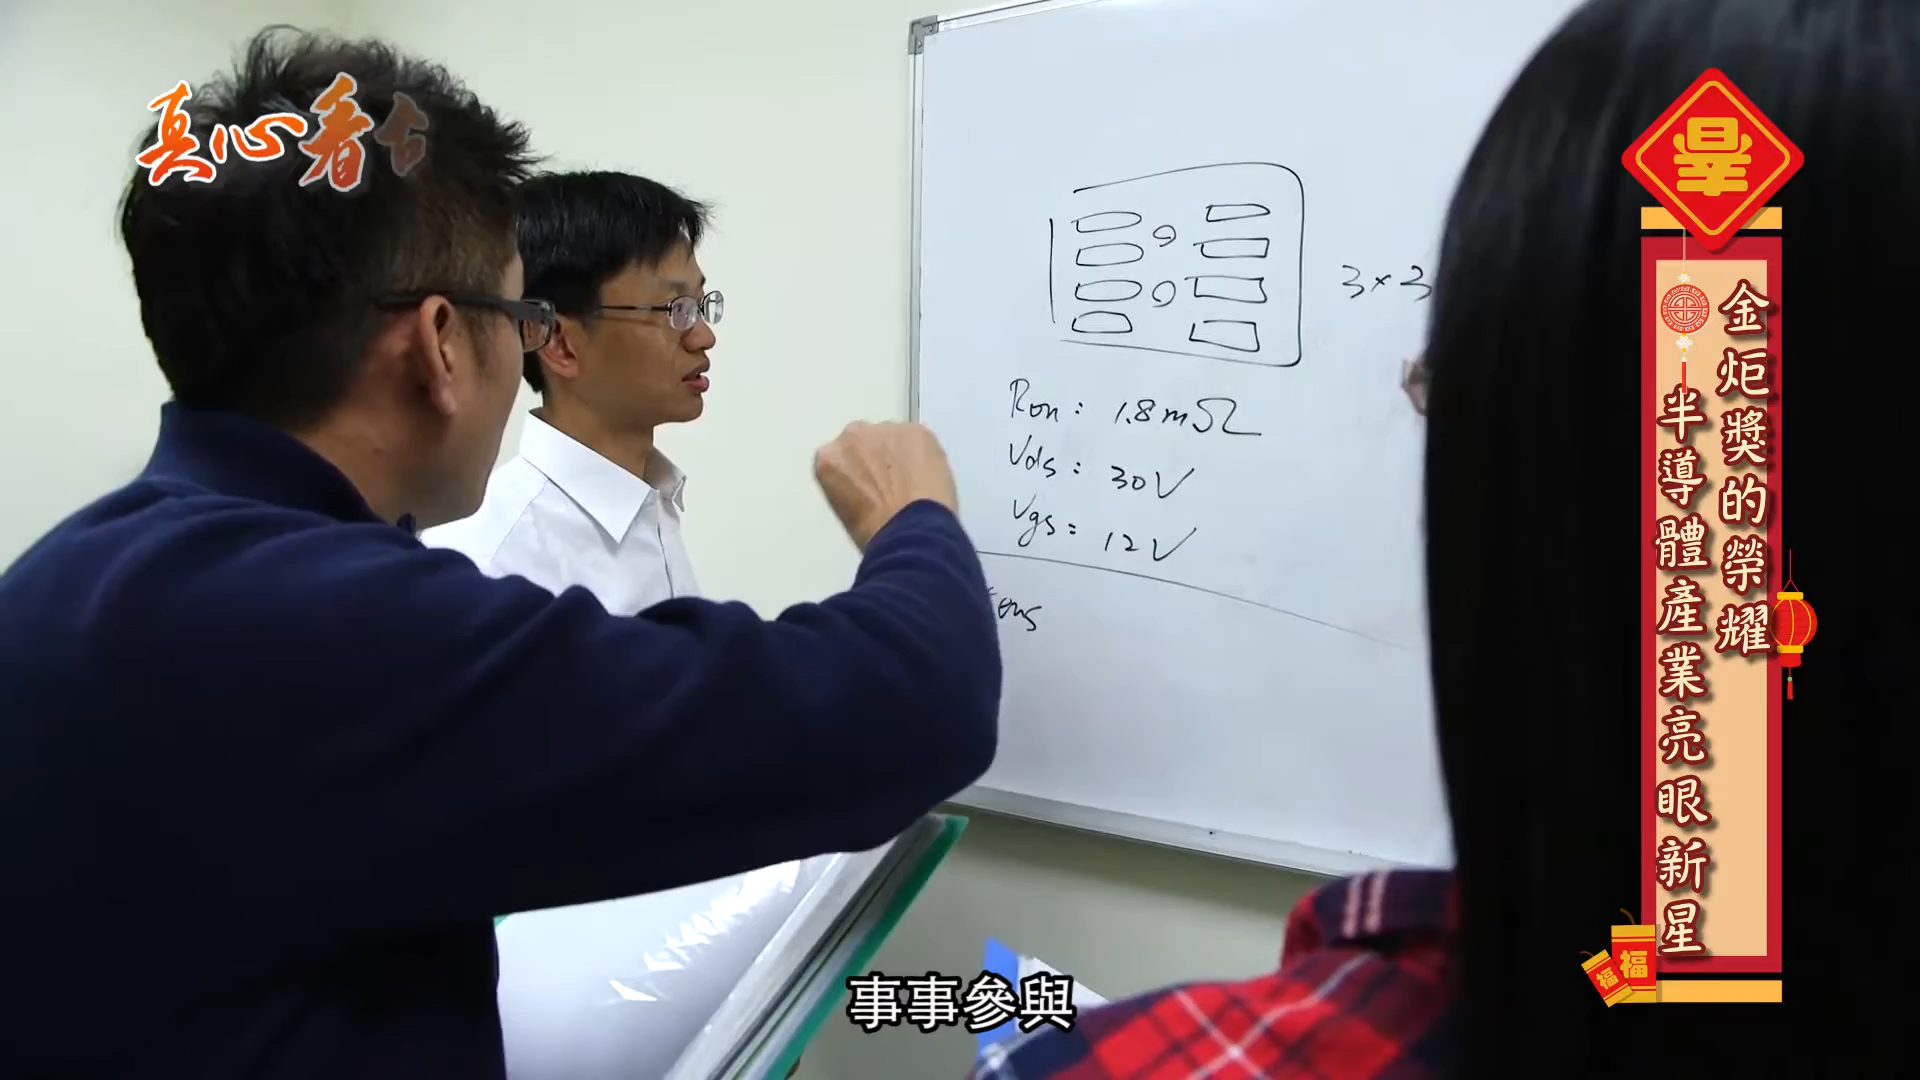 真心看台
3×3
Ron: 1.8mΩ
Vds: 30V
Vgs: 12V
金炬獎的榮耀
半導體產業亮眼新星
福
福
事事參與